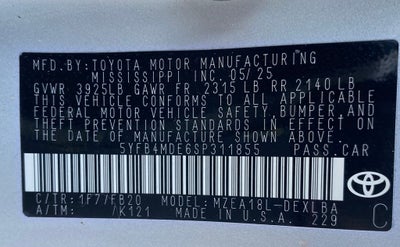 MFD.BY:TOYOTA MOTOR MANUFACTURING
MISSISSIPPI INC. 05/25
GVWR 3925LB GAWR FR 2315 LB RR 2140 LB
THIS VEHICLE CONFORMS TO ALL APPLICABLE
FEDERAL MOTOR VEHICLE SAFETY, BUMPER, AND
THEFT PREVENTION STANDARDS IN EFFECT ON
THE DATE OF MANUFACTURE SHOWN ABOVE.
5YFB4MDE6SP311855 PASS.CAR
C/TR:1F7/FB20 MZEA18L-DEXLBA
A/TM: /K121 MADE IN U.S.A. 229
TOYOTA
C